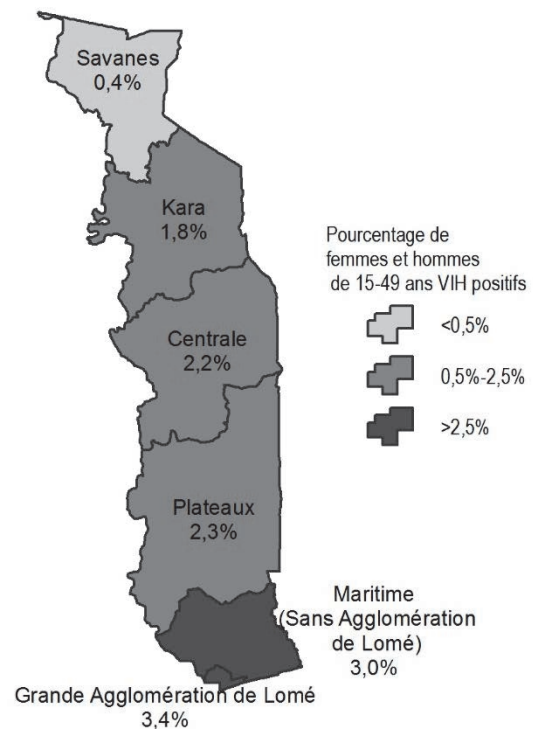 Savanes
0,4%
Kara
1,8%
Pourcentage de
femmes et hommes
de 15-49 ans VIH positifs
<0,5%
0,5%-2,5%
>2,5%
Centrale
2,2%
Plateaux
2,3%
Maritime
(Sans Agglomération
de Lomé)
3,0%
Grande Agglomération de Lomé
3,4%